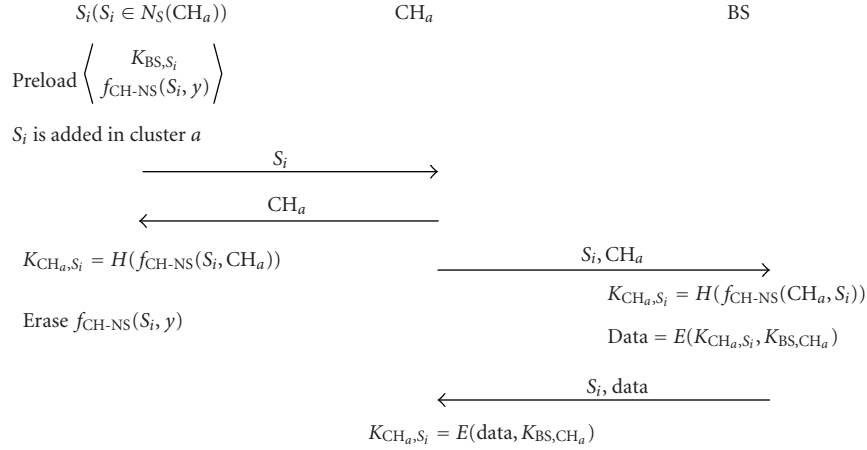 S_i(S_i ∈ N_S(CH_a)) CH_a BS
K_{BS,S_i}
Preload
f_{CH-NS}(S_i, y)
S_i is added in cluster a
S_i
CH_a
K_{CH_a,S_i} = H(f_{CH-NS}(S_i, CH_a))
S_i, CH_a
K_{CH_a,S_i} = H(f_{CH-NS}(CH_a, S_i))
Erase f_{CH-NS}(S_i, y)
Data = E(K_{CH_a,S_i}, K_{BS,CH_a})
S_i, data
K_{CH_a,S_i} = E(data, K_{BS,CH_a})